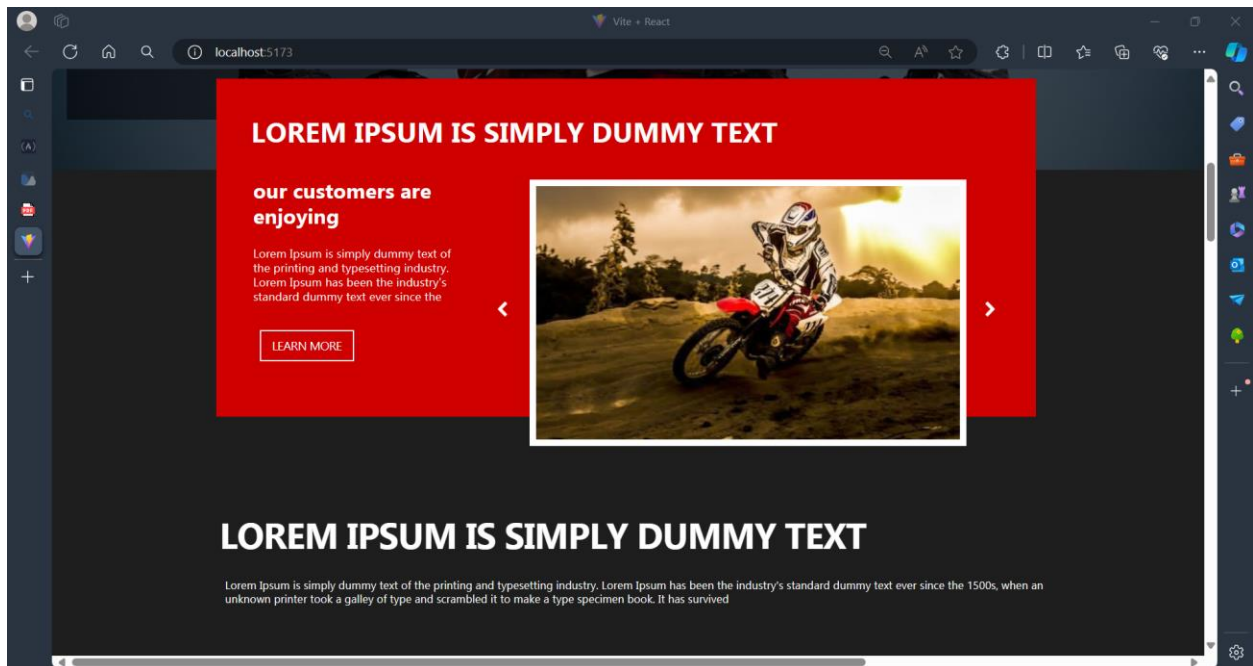 Vite + React
localhost:5173
LOREM IPSUM IS SIMPLY DUMMY TEXT
our customers are
enjoying
Lorem Ipsum is simply dummy text of
the printing and typesetting industry.
Lorem Ipsum has been the industry's
standard dummy text ever since the
LEARN MORE
LOREM IPSUM IS SIMPLY DUMMY TEXT
Lorem Ipsum is simply dummy text of the printing and typesetting industry. Lorem Ipsum has been the industry's standard dummy text ever since the 1500s, when an
unknown printer took a galley of type and scrambled it to make a type specimen book. It has survived